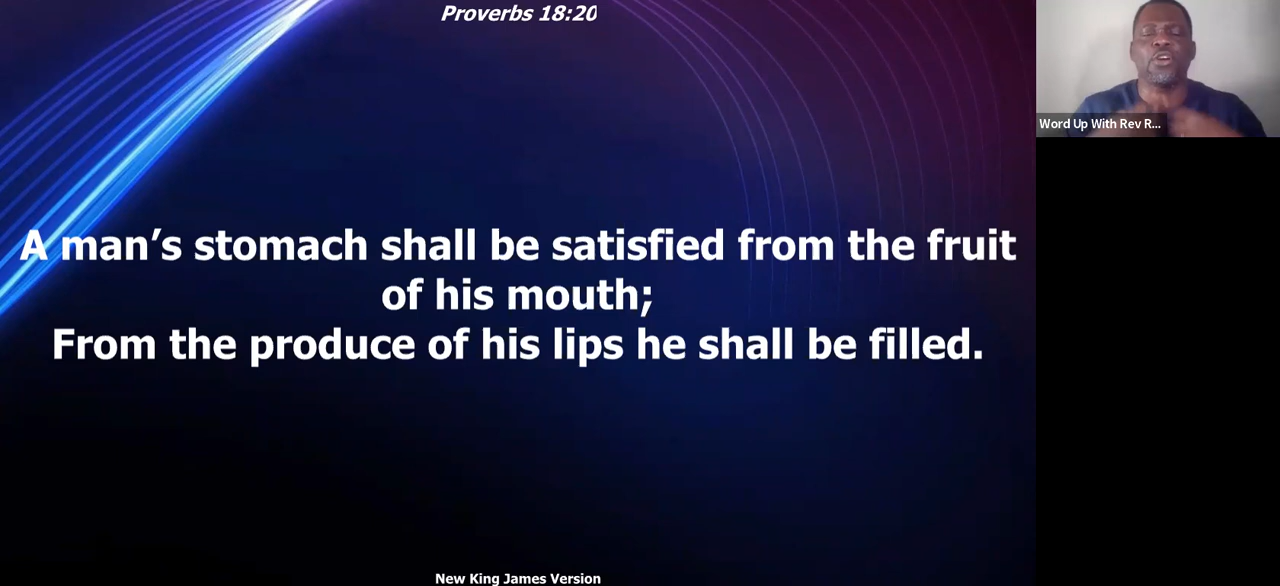 Proverbs 18:20
Word Up With Rev R...
A man’s stomach shall be satisfied from the fruit
of his mouth;
From the produce of his lips he shall be filled.
New King James Version